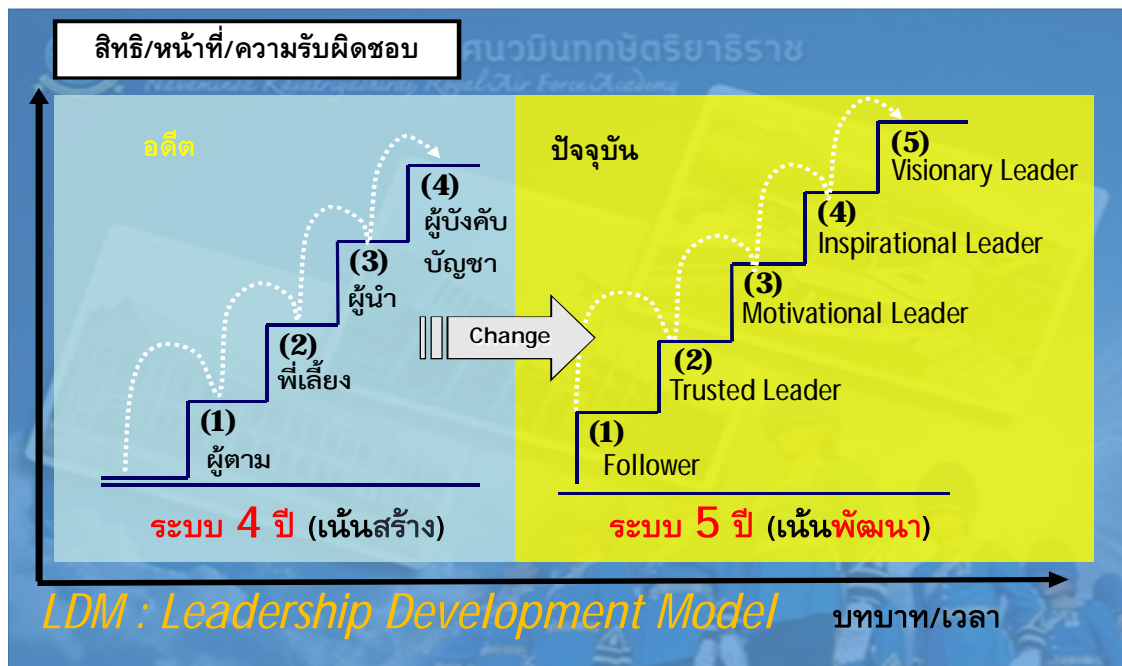 สิทธิ/หน้าที่/ความรับผิดชอบ
ศนวมินทกษัตริยาธิราช
Navaminda Kasatriyadhiraj Royal Air Force Academy
อดีต
(4)
ผู้บังคับ
บัญชา
(3)
ผู้นำ
(2)
พี่เลี้ยง
(1)
ผู้ตาม
ระบบ 4 ปี (เน้นสร้าง)
Change
ปัจจุบัน
(5)
Visionary Leader
(4)
Inspirational Leader
(3)
Motivational Leader
(2)
Trusted Leader
(1)
Follower
ระบบ 5 ปี (เน้นพัฒนา)
LDM : Leadership Development Model
บทบาท/เวลา